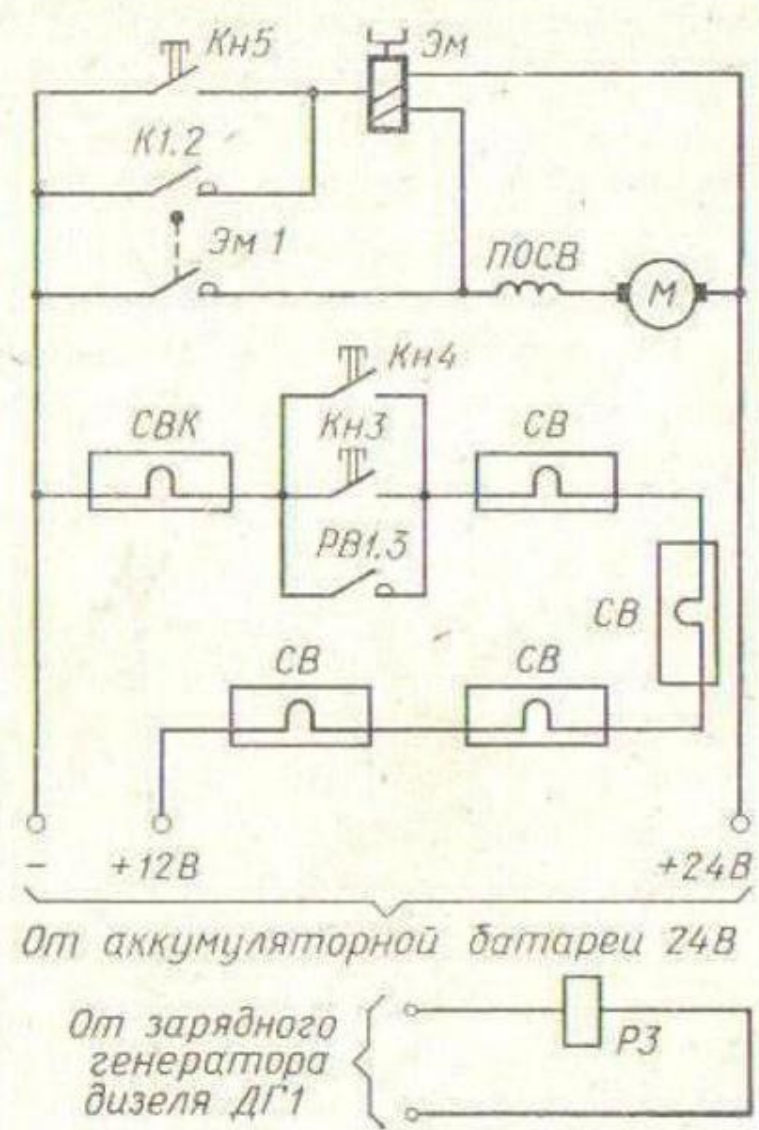 Кн5
Эм
К1.2
Эм 1
ПОСВ
М
Кн4
СВК
Кн3
СВ
РВ1.3
СВ
СВ
СВ
-
+12В
+24В
От аккумуляторной батареи 24В
От зарядного
генератора
дизеля ДГ1
РЗ